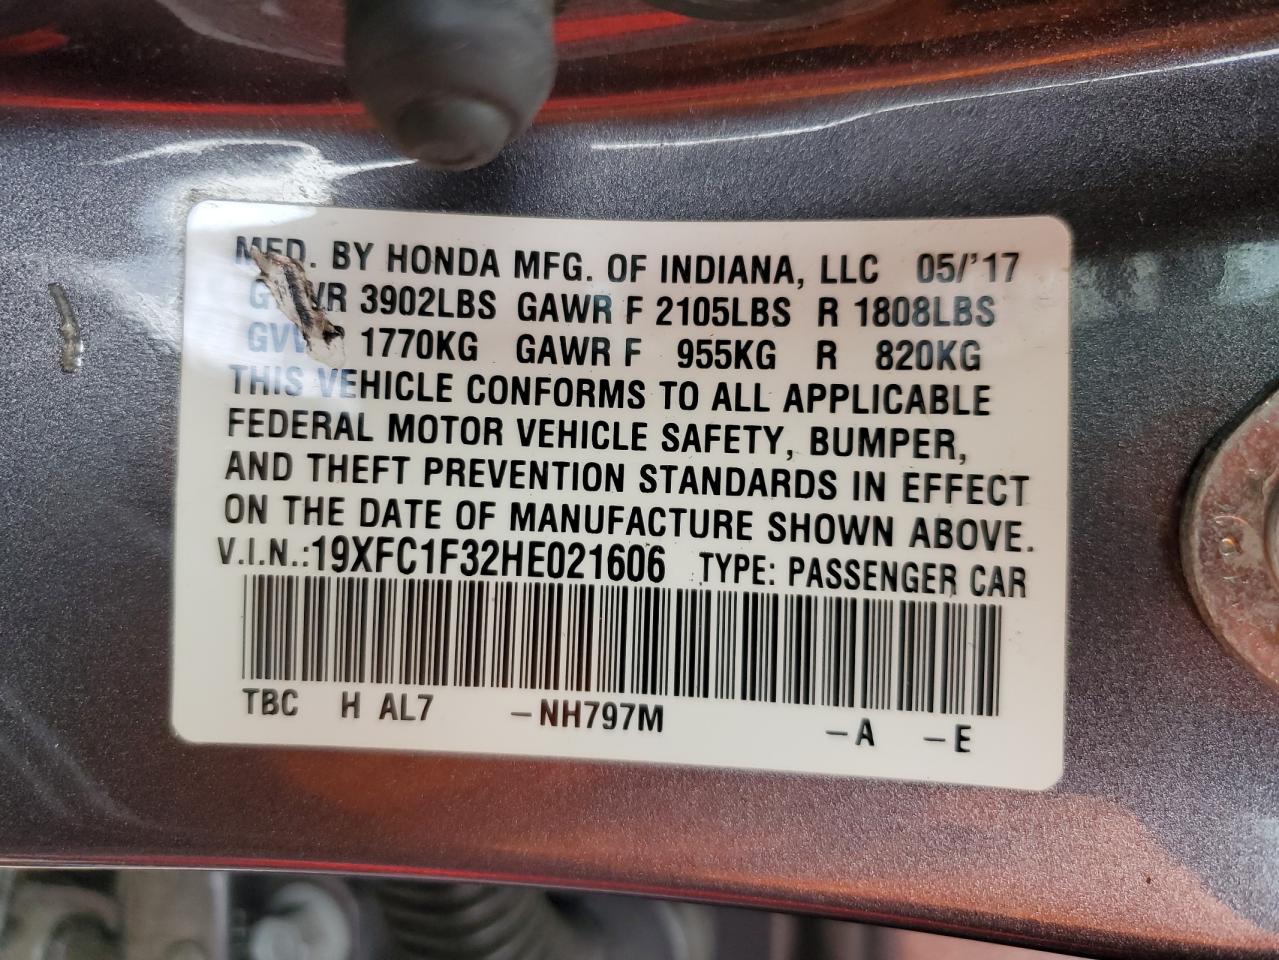 MFD. BY HONDA MFG. OF INDIANA, LLC 05/'17
GVWR 3902LBS GAWR F 2105LBS R 1808LBS
GVWR 1770KG GAWR F 955KG R 820KG
THIS VEHICLE CONFORMS TO ALL APPLICABLE
FEDERAL MOTOR VEHICLE SAFETY, BUMPER,
AND THEFT PREVENTION STANDARDS IN EFFECT
ON THE DATE OF MANUFACTURE SHOWN ABOVE.
V.I.N.:19XFC1F32HE021606 TYPE: PASSENGER CAR
TBC H AL7 –NH797M –A –E